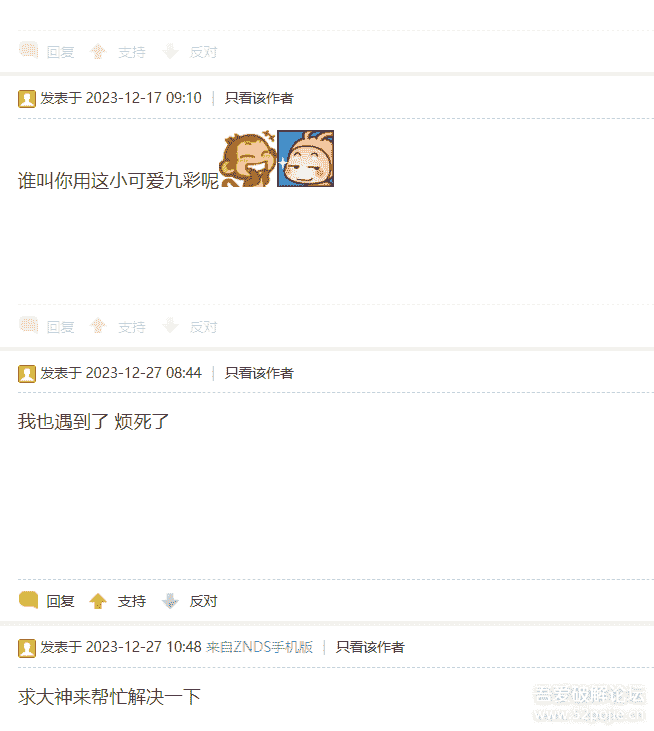 回复 支持 反对
发表于 2023-12-17 09:10 | 只看该作者
谁叫你用这小可爱九彩呢
回复 支持 反对
发表于 2023-12-27 08:44 | 只看该作者
我也遇到了 烦死了
回复 支持 反对
发表于 2023-12-27 10:48 来自ZNDS手机版 | 只看该作者
求大神来帮忙解决一下
吾爱破解论坛
www.52pojie.cn